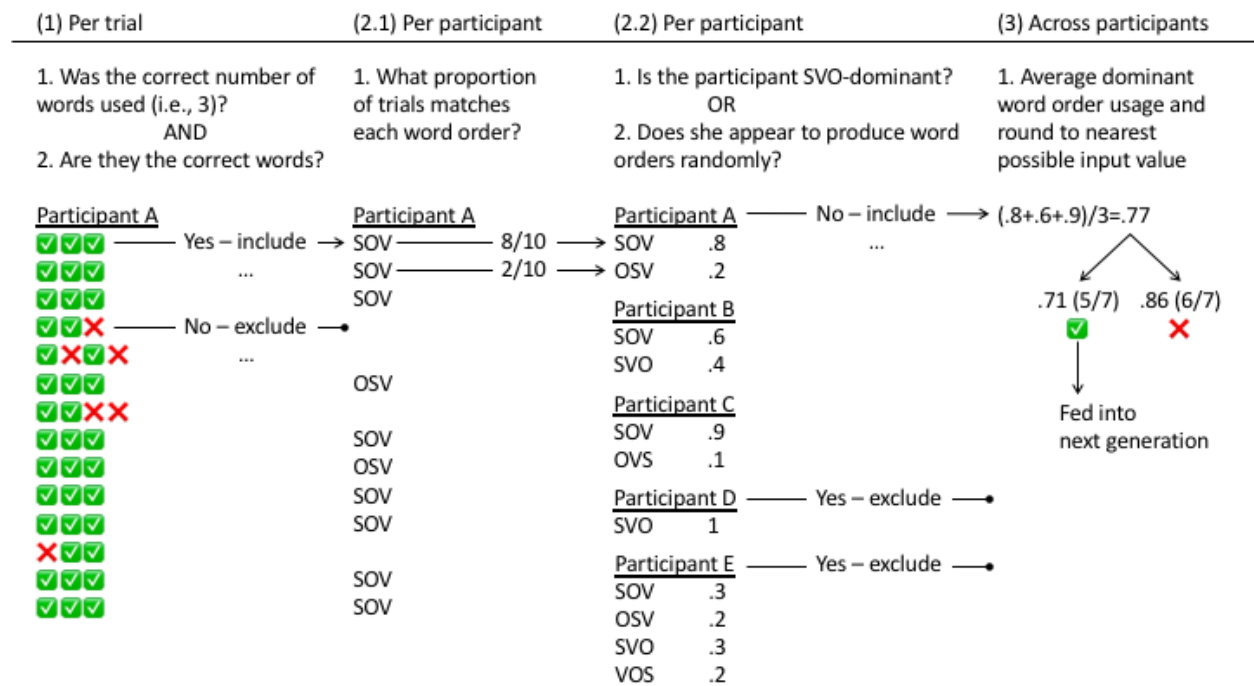 (1) Per trial
(2.1) Per participant
(2.2) Per participant
(3) Across participants
1. Was the correct number of
words used (i.e., 3)?
AND
2. Are they the correct words?
1. What proportion
of trials matches
each word order?
1. Is the participant SVO-dominant?
OR
2. Does she appear to produce word
orders randomly?
1. Average dominant
word order usage and
round to nearest
possible input value
Participant A
Yes – include
...
No – exclude
...
Participant A
SOV
8/10
SOV
2/10
SOV
OSV
SOV
OSV
SOV
SOV
SOV
SOV
Participant A
No – include
...
SOV .8
OSV .2
Participant B
SOV .6
SVO .4
Participant C
SOV .9
OVS .1
Participant D
Yes – exclude
SVO 1
Participant E
Yes – exclude
SOV .3
OSV .2
SVO .3
VOS .2
(.8+.6+.9)/3=.77
.71 (5/7) .86 (6/7)
Fed into
next generation